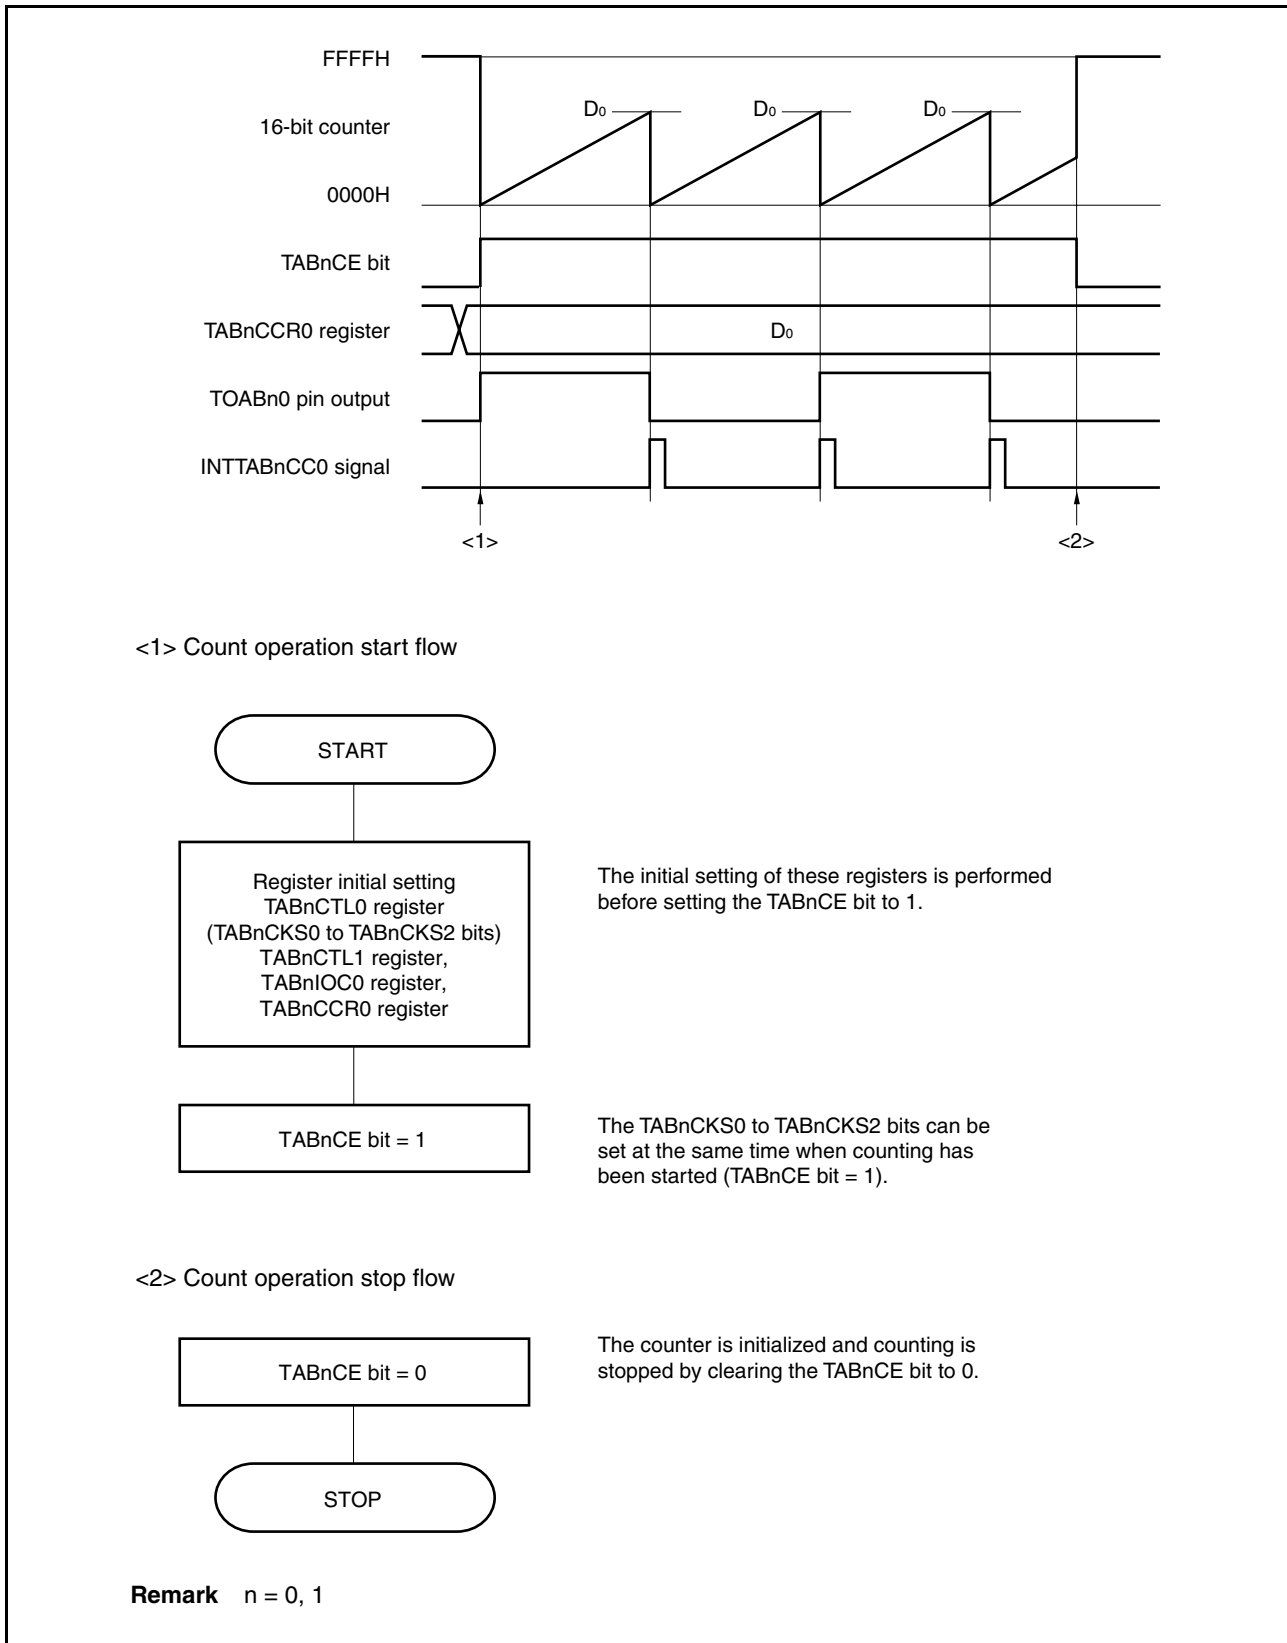 FFFFH
D0 D0 D0
16-bit counter
0000H
TABnCE bit
TABnCCR0 register D0
TOABn0 pin output
INTTABnCC0 signal
<1> <2>
<1> Count operation start flow
START
Register initial setting
TABnCTL0 register
(TABnCKS0 to TABnCKS2 bits)
TABnCTL1 register,
TABnIOC0 register,
TABnCCR0 register
The initial setting of these registers is performed
before setting the TABnCE bit to 1.
TABnCE bit = 1
The TABnCKS0 to TABnCKS2 bits can be
set at the same time when counting has
been started (TABnCE bit = 1).
<2> Count operation stop flow
TABnCE bit = 0
The counter is initialized and counting is
stopped by clearing the TABnCE bit to 0.
STOP
Remark n = 0, 1